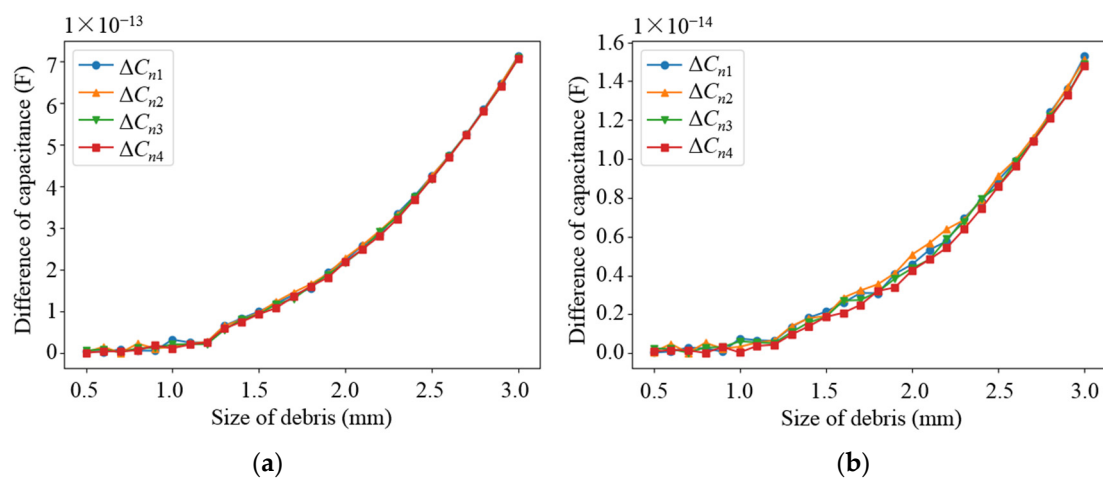 1×10⁻¹³
Difference of capacitance (F)
7
6
5
4
3
2
1
0
ΔCn1
ΔCn2
ΔCn3
ΔCn4
0.5 1.0 1.5 2.0 2.5 3.0
Size of debris (mm)
(a)
1×10⁻¹⁴
Difference of capacitance (F)
1.6
1.4
1.2
1.0
0.8
0.6
0.4
0.2
0.0
ΔCn1
ΔCn2
ΔCn3
ΔCn4
0.5 1.0 1.5 2.0 2.5 3.0
Size of debris (mm)
(b)